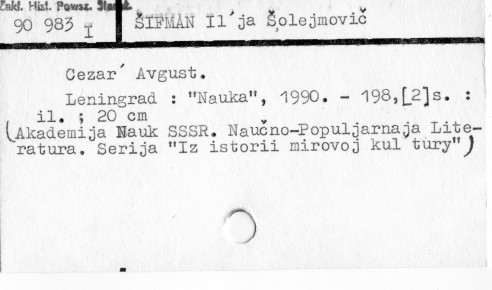 Zakł. Hist. Powsz. Staroż.
90 983 I
ŠIFMAN Il´ja Šolejmovič
Cezar´ Avgust.
Leningrad : "Nauka", 1990. - 198,[2]s. :
il. ; 20 cm
(Akademija Nauk SSSR. Naučno-Populjarnaja Lite-
ratura. Serija "Iz istorii mirovoj kul´tury")